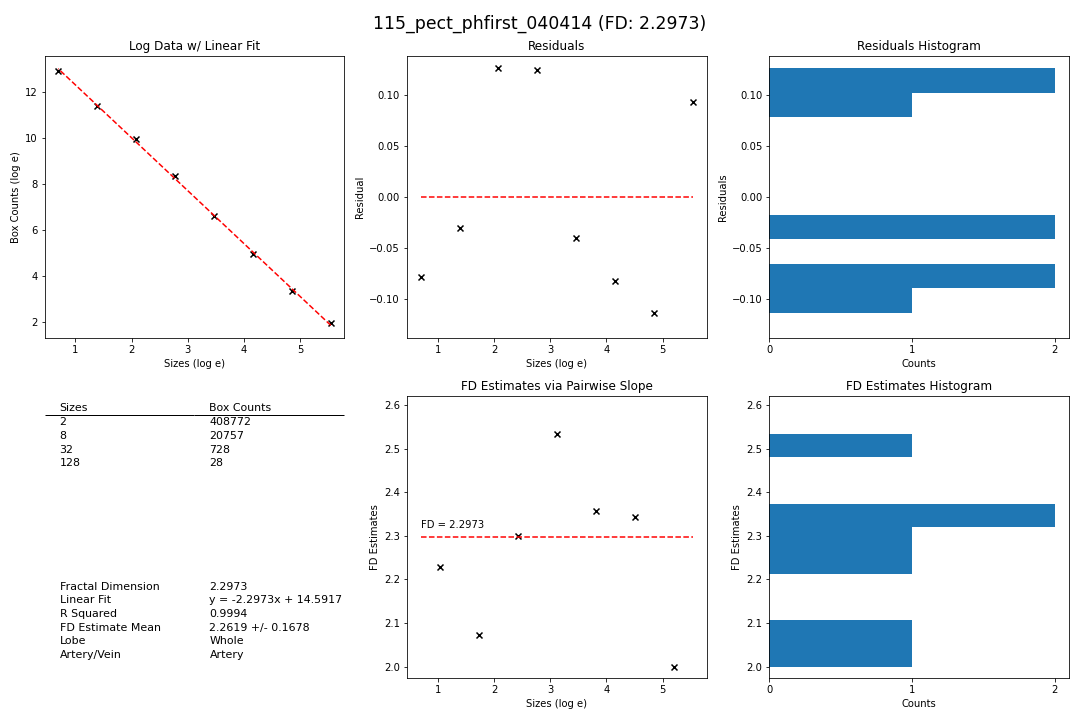 115_pect_phfirst_040414 (FD: 2.2973)
Log Data w/ Linear Fit
Box Counts (log e)
12
10
8
6
4
2
1 2 3 4 5
Sizes (log e)
Residuals
Residual
0.10
0.05
0.00
−0.05
−0.10
1 2 3 4 5
Sizes (log e)
Residuals Histogram
Residuals
0.10
0.05
0.00
−0.05
−0.10
0 1 2
Counts
Sizes Box Counts
2 408772
8 20757
32 728
128 28
Fractal Dimension 2.2973
Linear Fit y = -2.2973x + 14.5917
R Squared 0.9994
FD Estimate Mean 2.2619 +/- 0.1678
Lobe Whole
Artery/Vein Artery
FD Estimates via Pairwise Slope
FD Estimates
2.6
2.5
2.4
2.3
2.2
2.1
2.0
FD = 2.2973
1 2 3 4 5
Sizes (log e)
FD Estimates Histogram
FD Estimates
2.6
2.5
2.4
2.3
2.2
2.1
2.0
0 1 2
Counts